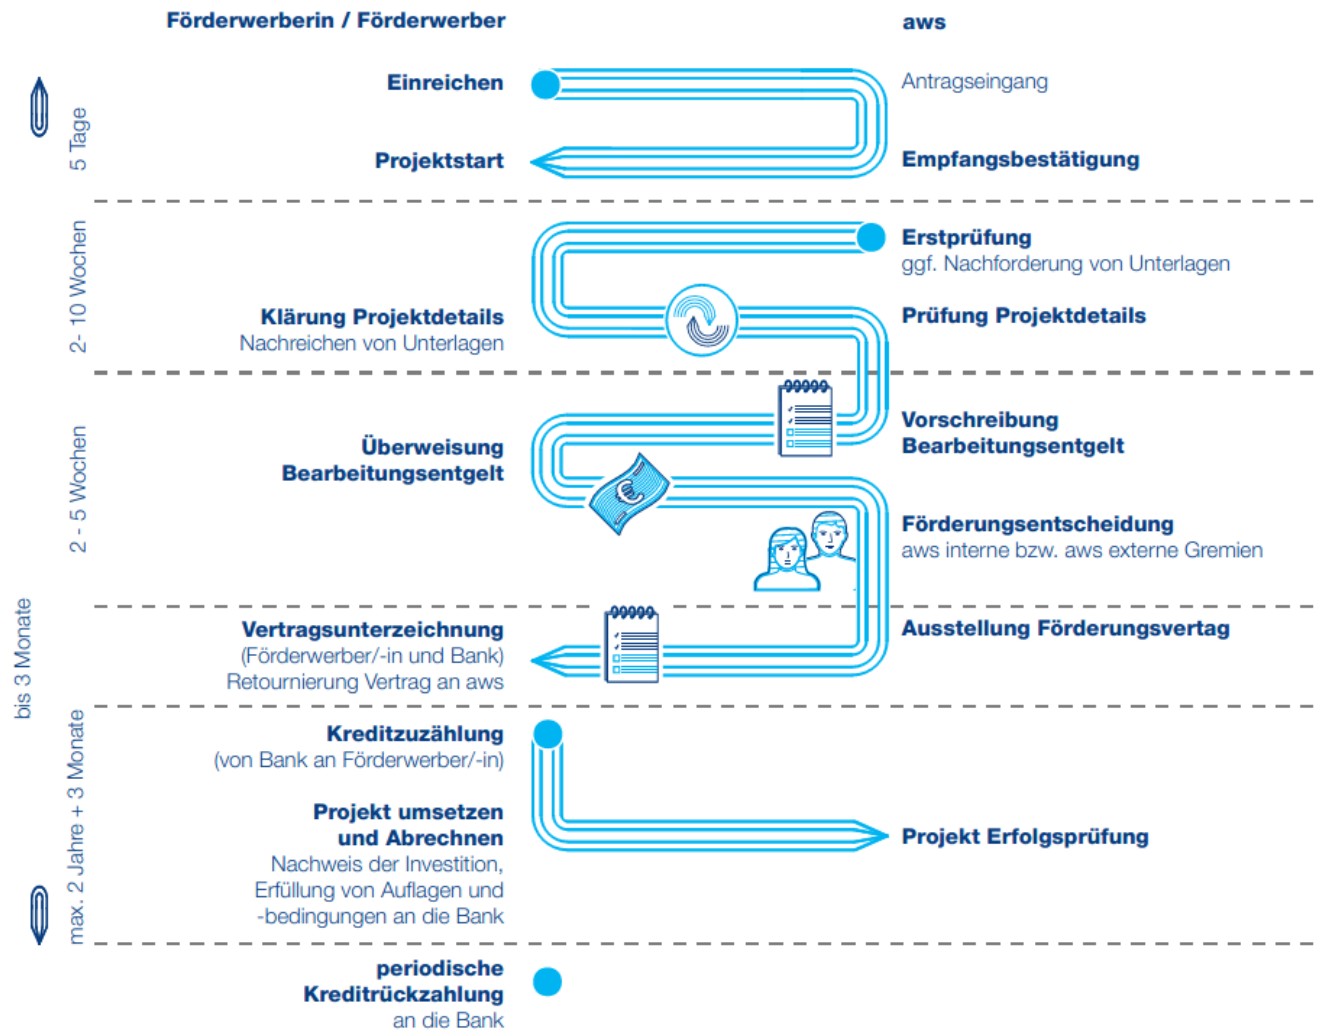 Förderwerberin / Förderwerber
aws
Einreichen
Antragseingang
5 Tage
Projektstart
Empfangsbestätigung
2- 10 Wochen
Erstprüfung
ggf. Nachforderung von Unterlagen
Klärung Projektdetails
Nachreichen von Unterlagen
Prüfung Projektdetails
2 - 5 Wochen
Vorschreibung
Bearbeitungsentgelt
Überweisung
Bearbeitungsentgelt
€
Förderungsentscheidung
aws interne bzw. aws externe Gremien
bis 3 Monate
Vertragsunterzeichnung
(Förderwerber/-in und Bank)
Retournierung Vertrag an aws
Ausstellung Förderungsvertag
max. 2 Jahre + 3 Monate
Kreditzuzählung
(von Bank an Förderwerber/-in)
Projekt umsetzen
und Abrechnen
Nachweis der Investition,
Erfüllung von Auflagen und
-bedingungen an die Bank
Projekt Erfolgsprüfung
periodische
Kreditrückzahlung
an die Bank